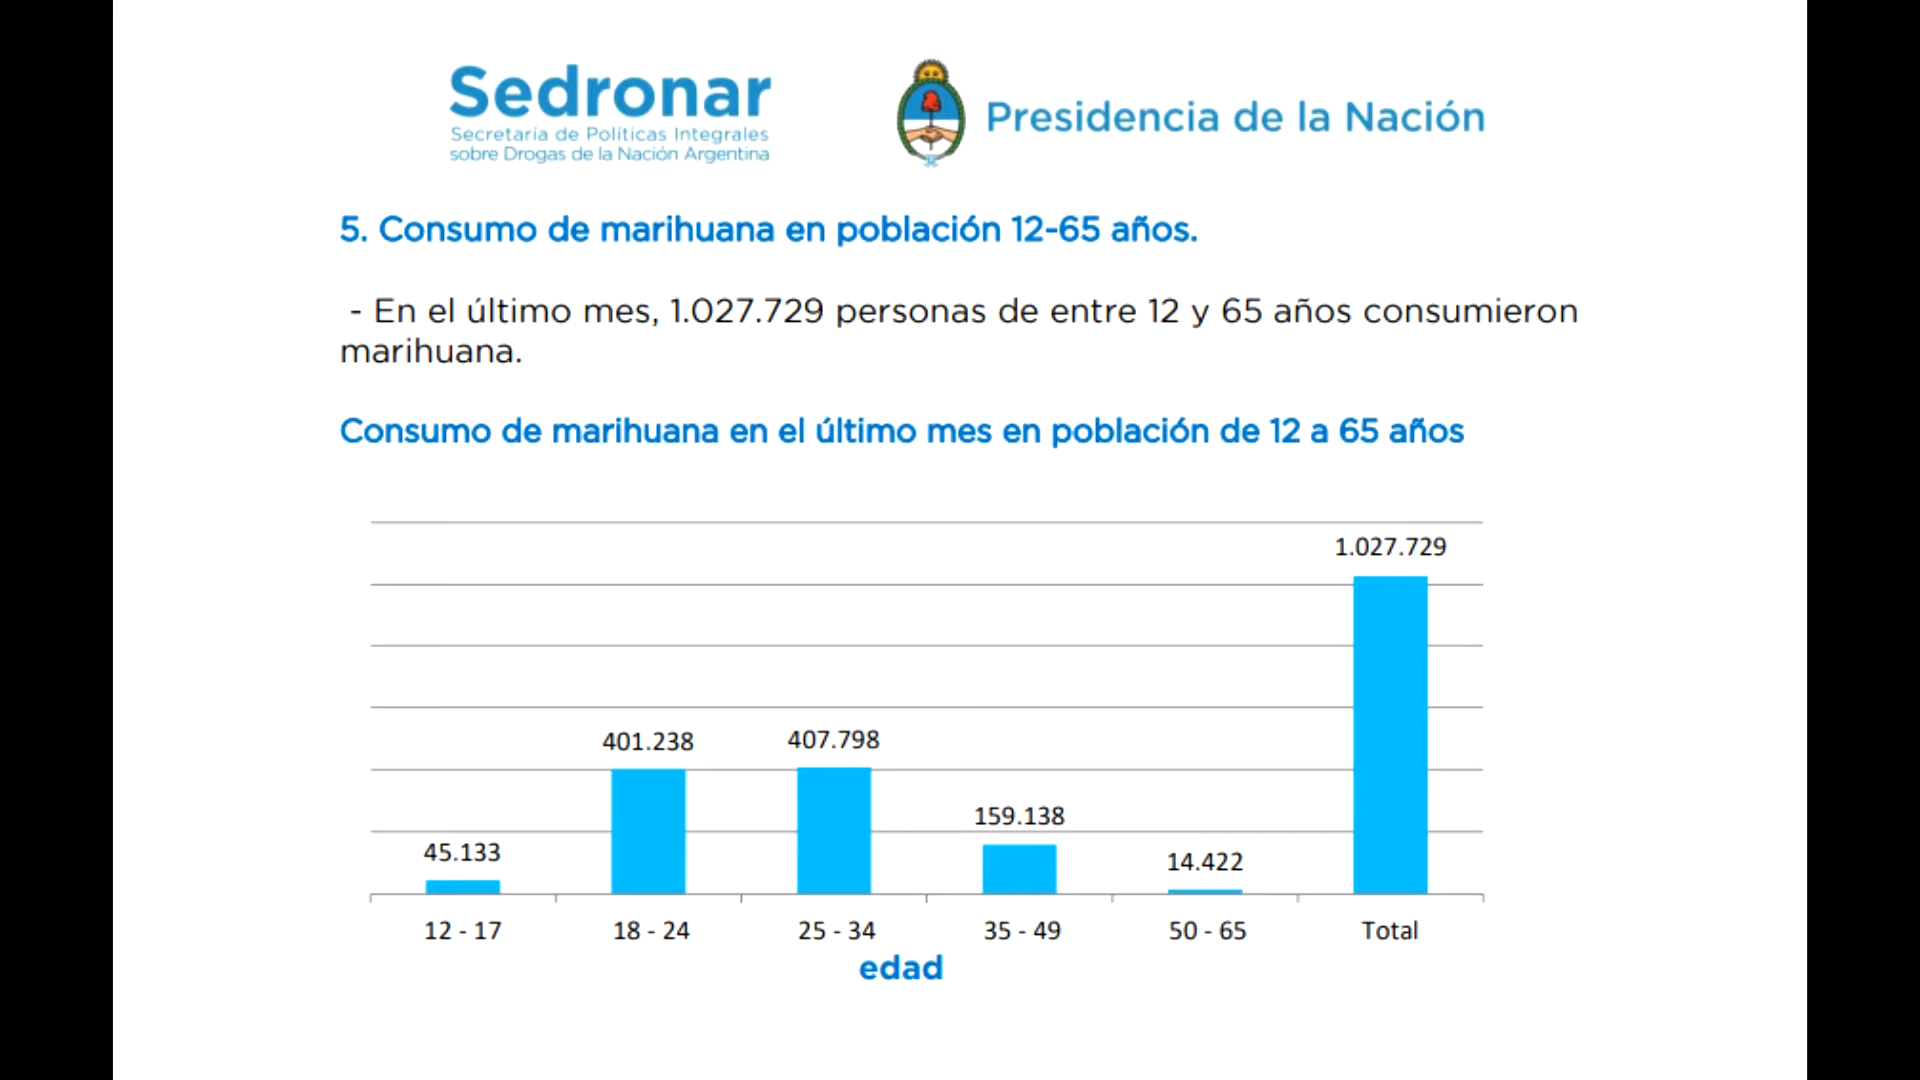 Sedronar
Secretaría de Políticas Integrales
sobre Drogas de la Nación Argentina
Presidencia de la Nación
5. Consumo de marihuana en población 12-65 años.
- En el último mes, 1.027.729 personas de entre 12 y 65 años consumieron
marihuana.
Consumo de marihuana en el último mes en población de 12 a 65 años
1.027.729
401.238
407.798
159.138
45.133
14.422
12 - 17
18 - 24
25 - 34
35 - 49
50 - 65
Total
edad